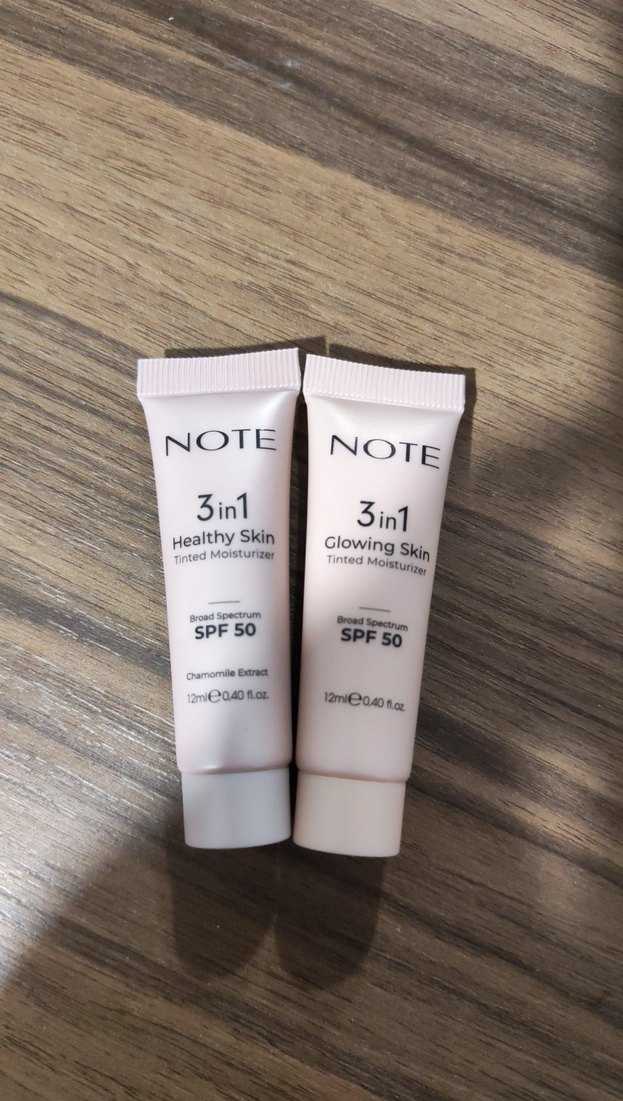 NOTE
3in1
Healthy Skin
Tinted Moisturizer
Broad Spectrum
SPF 50
Chamomile Extract
12ml℮0.40 fl.oz.
NOTE
3in1
Glowing Skin
Tinted Moisturizer
Broad Spectrum
SPF 50
12ml℮0.40 fl.oz.